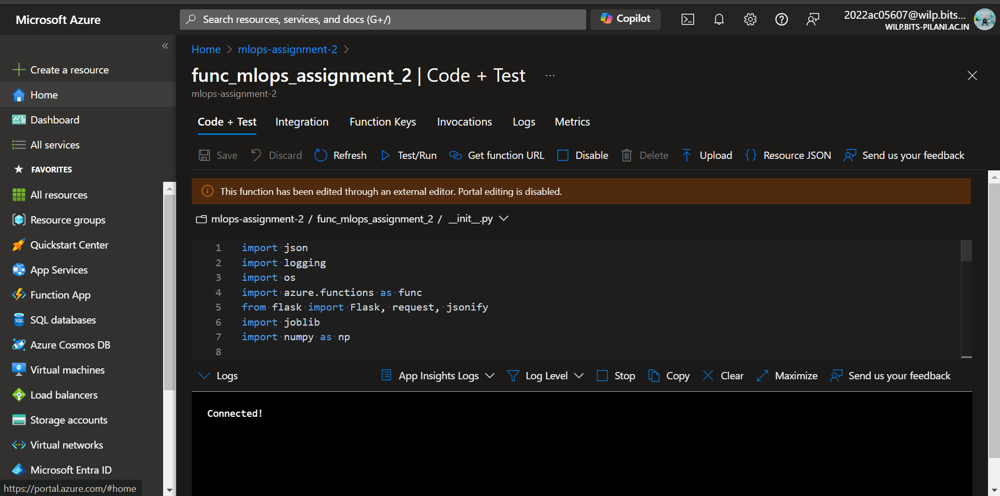 Microsoft Azure
Search resources, services, and docs (G+/)
Copilot
2022ac05607@wilp.bits...
WILP.BITS-PILANI.AC.IN
Create a resource
Home
Dashboard
All services
FAVORITES
All resources
Resource groups
Quickstart Center
App Services
Function App
SQL databases
Azure Cosmos DB
Virtual machines
Load balancers
Storage accounts
Virtual networks
Microsoft Entra ID
https://portal.azure.com/#home
Home > mlops-assignment-2 >
func_mlops_assignment_2 | Code + Test ...
mlops-assignment-2
Code + Test Integration Function Keys Invocations Logs Metrics
Save Discard Refresh Test/Run Get function URL Disable Delete Upload Resource JSON Send us your feedback
This function has been edited through an external editor. Portal editing is disabled.
mlops-assignment-2 / func_mlops_assignment_2 / __init__.py
1 import json
2 import logging
3 import os
4 import azure.functions as func
5 from flask import Flask, request, jsonify
6 import joblib
7 import numpy as np
8
Logs App Insights Logs Log Level Stop Copy Clear Maximize Send us your feedback
Connected!